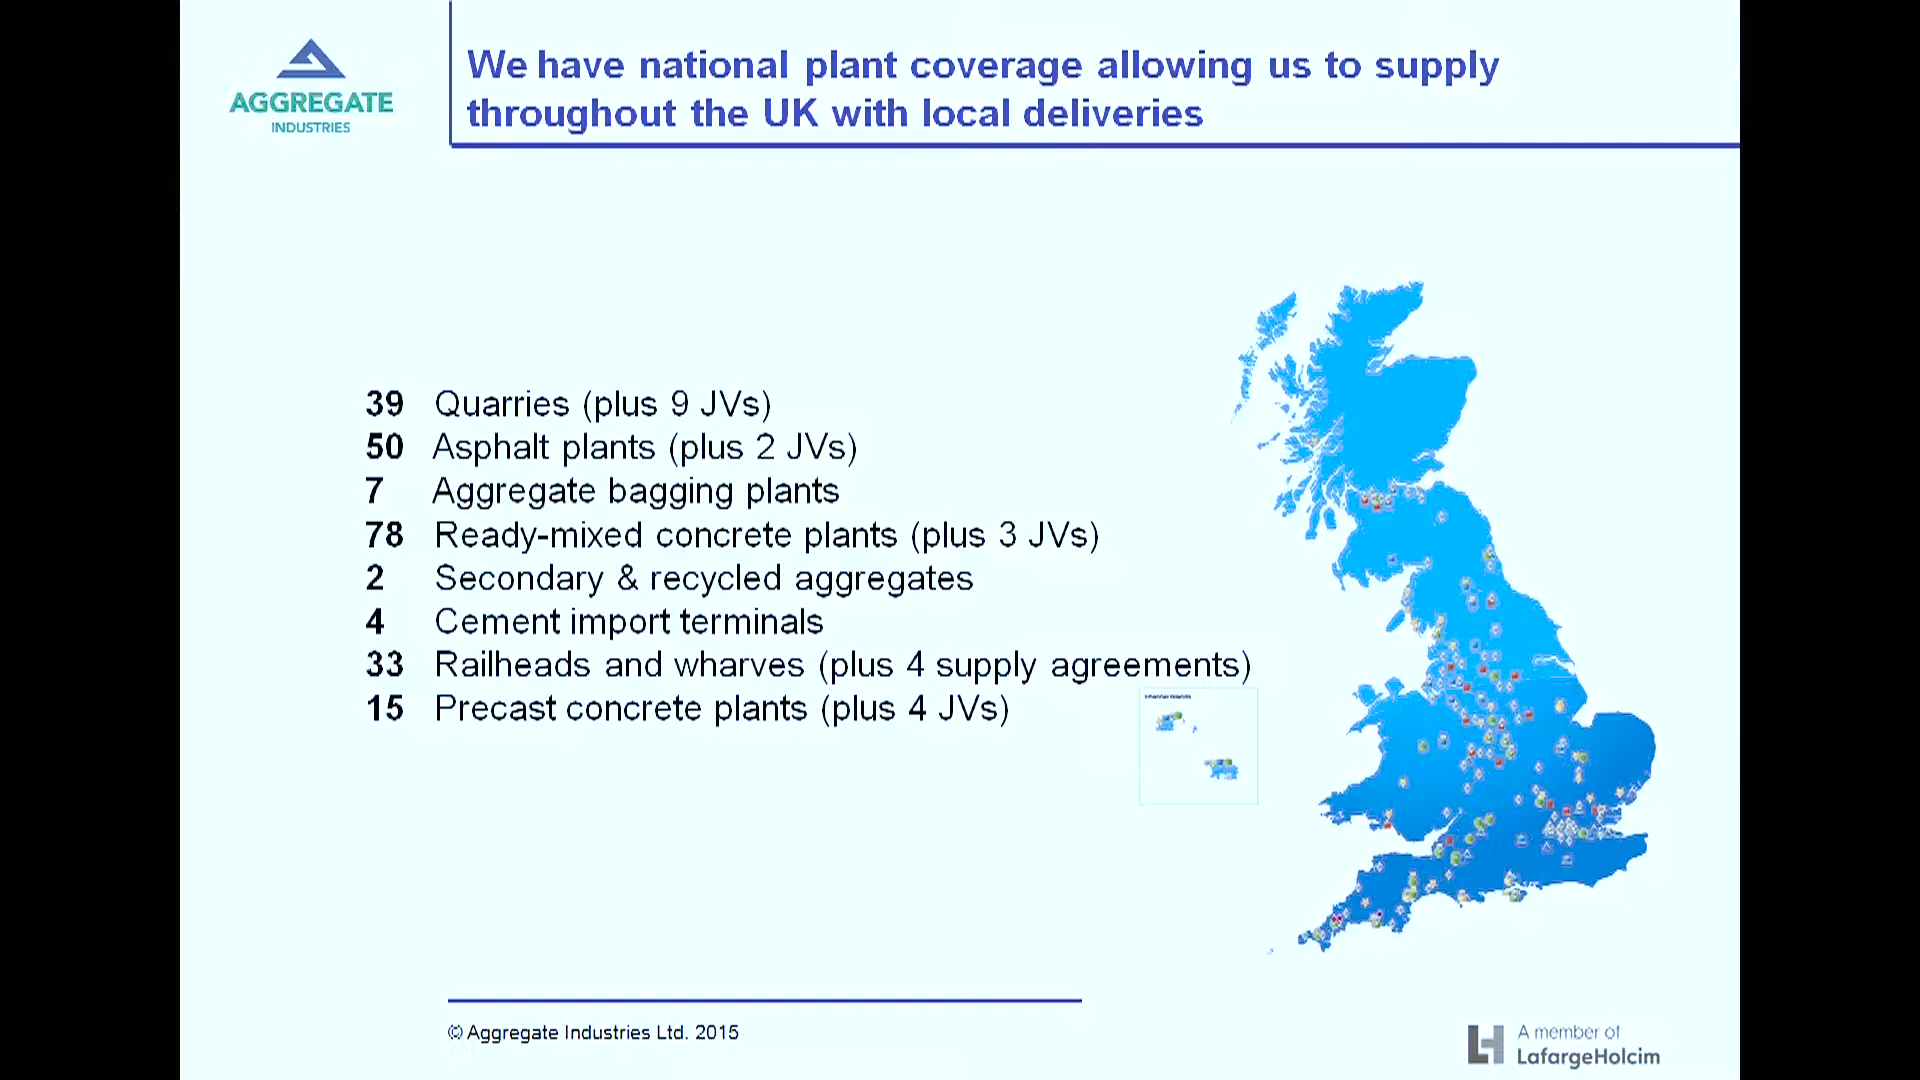 AGGREGATE
INDUSTRIES
We have national plant coverage allowing us to supply
throughout the UK with local deliveries
39 Quarries (plus 9 JVs)
50 Asphalt plants (plus 2 JVs)
7 Aggregate bagging plants
78 Ready-mixed concrete plants (plus 3 JVs)
2 Secondary & recycled aggregates
4 Cement import terminals
33 Railheads and wharves (plus 4 supply agreements)
15 Precast concrete plants (plus 4 JVs)
Channel Islands
© Aggregate Industries Ltd. 2015
A member of
LafargeHolcim